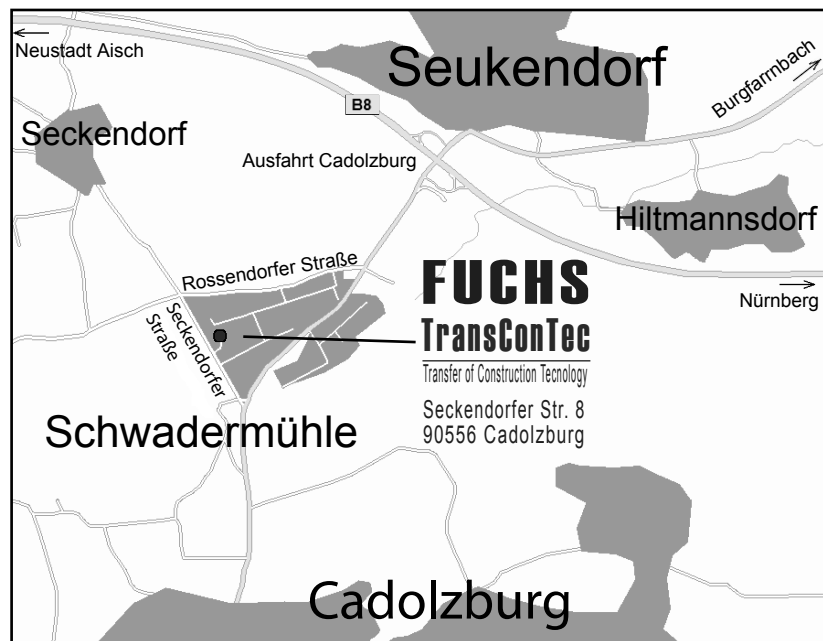 Neustadt Aisch
Seukendorf
Burgfarrnbach
B8
Seckendorf
Ausfahrt Cadolzburg
Hiltmannsdorf
Rossendorfer Straße
Nürnberg
Seckendorfer
Straße
FUCHS
TransConTec
Transfer of Construction Tecnology
Seckendorfer Str. 8
90556 Cadolzburg
Schwadermühle
Cadolzburg